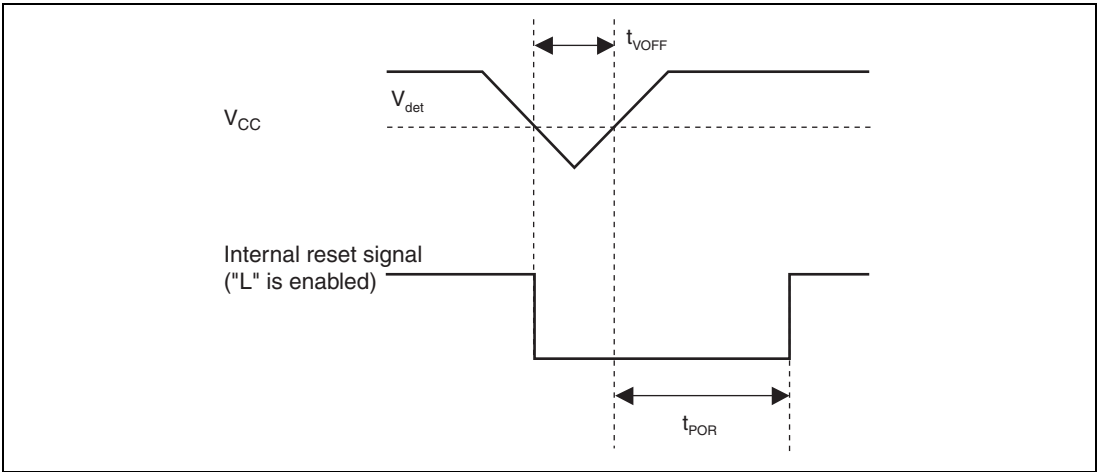 tVOFF
Vdet
VCC
Internal reset signal
("L" is enabled)
tPOR